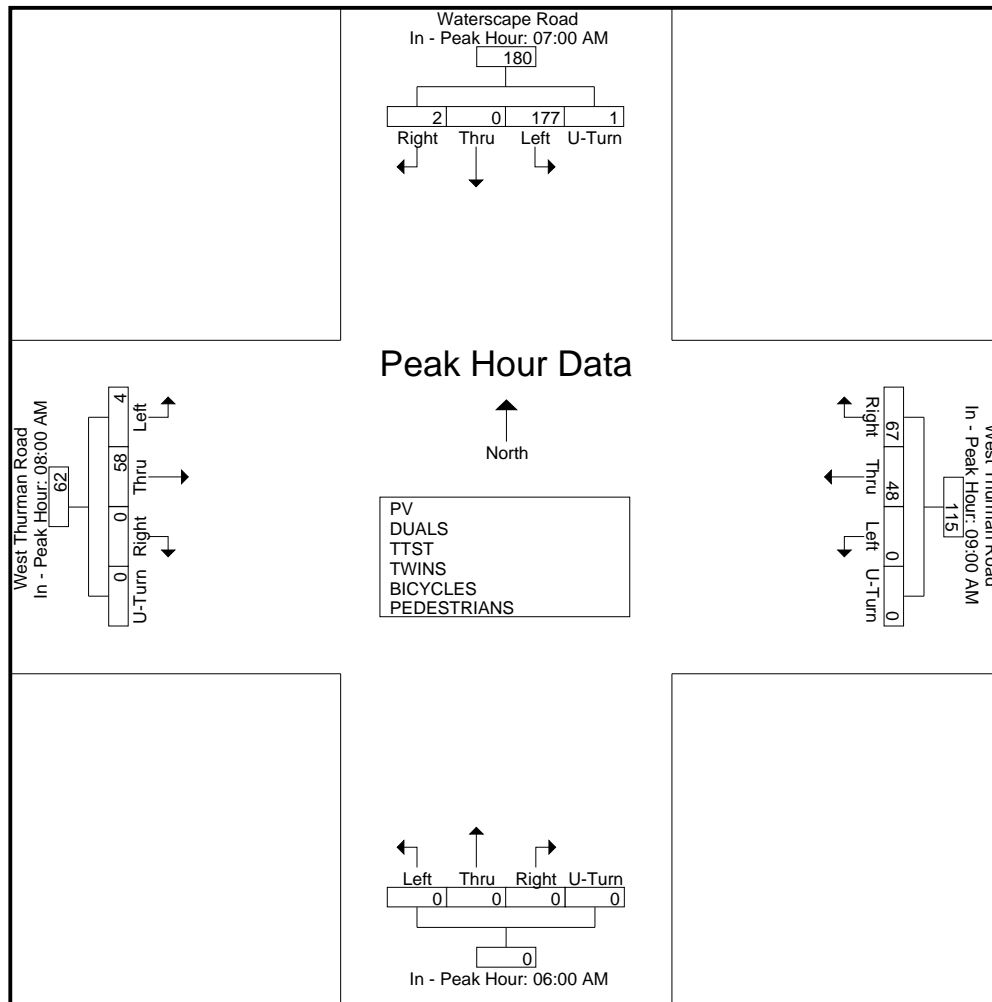 Waterscape Road
In - Peak Hour: 07:00 AM
180
2 0 177 1
Right Thru Left U-Turn
Peak Hour Data
North
West Thurman Road
In - Peak Hour: 08:00 AM
62
4 58 0 0
Left Thru Right U-Turn
PV
DUALS
TTST
TWINS
BICYCLES
PEDESTRIANS
Right Thru Left U-Turn
67 48 0 0
115
West Thurman Road
In - Peak Hour: 09:00 AM
Left Thru Right U-Turn
0 0 0 0
0
In - Peak Hour: 06:00 AM